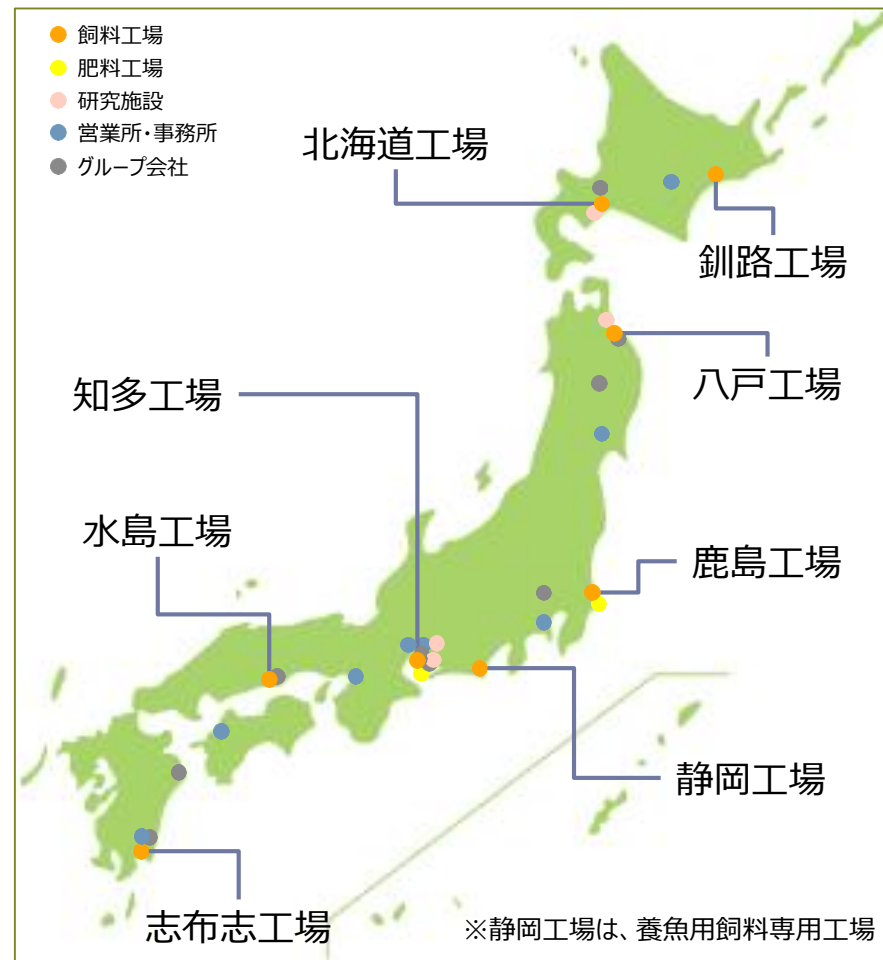 飼料工場
肥料工場
研究施設
営業所・事務所
グループ会社
北海道工場
釧路工場
八戸工場
知多工場
水島工場
鹿島工場
静岡工場
志布志工場
※静岡工場は、養魚用飼料専用工場